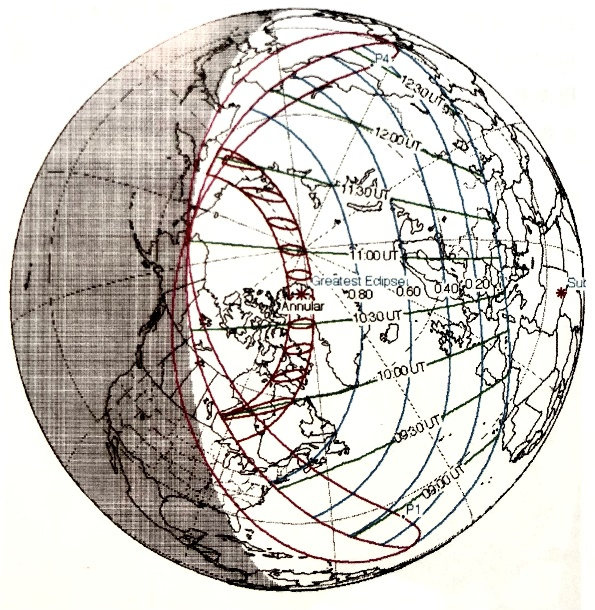 P4
12:30 UT
12:00 UT
11:30 UT
11:00 UT
Greatest Eclipse
Sub
0.80
0.60
0.40
0.20
Annular
10:30 UT
10:00 UT
09:30 UT
09:00 UT
P1